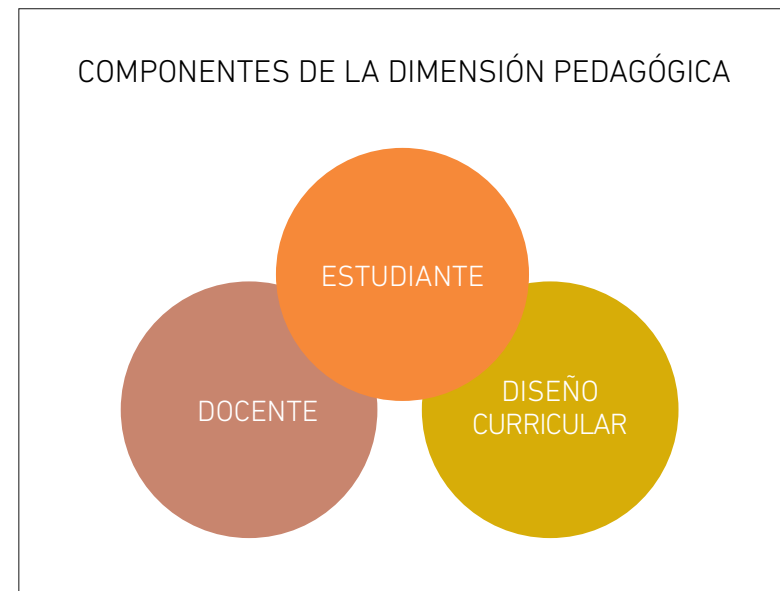 COMPONENTES DE LA DIMENSIÓN PEDAGÓGICA
ESTUDIANTE
DOCENTE
DISEÑO
CURRICULAR